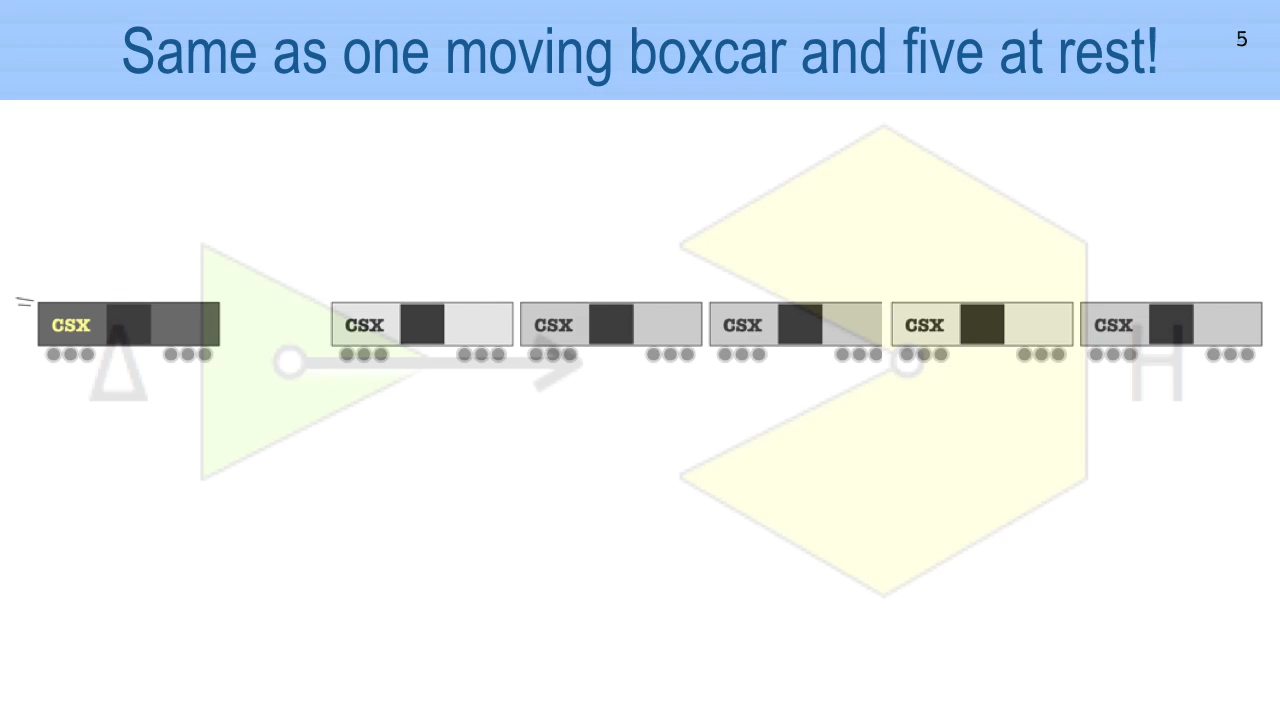 Same as one moving boxcar and five at rest!
5
CSX CSX CSX CSX CSX CSX
Δ H